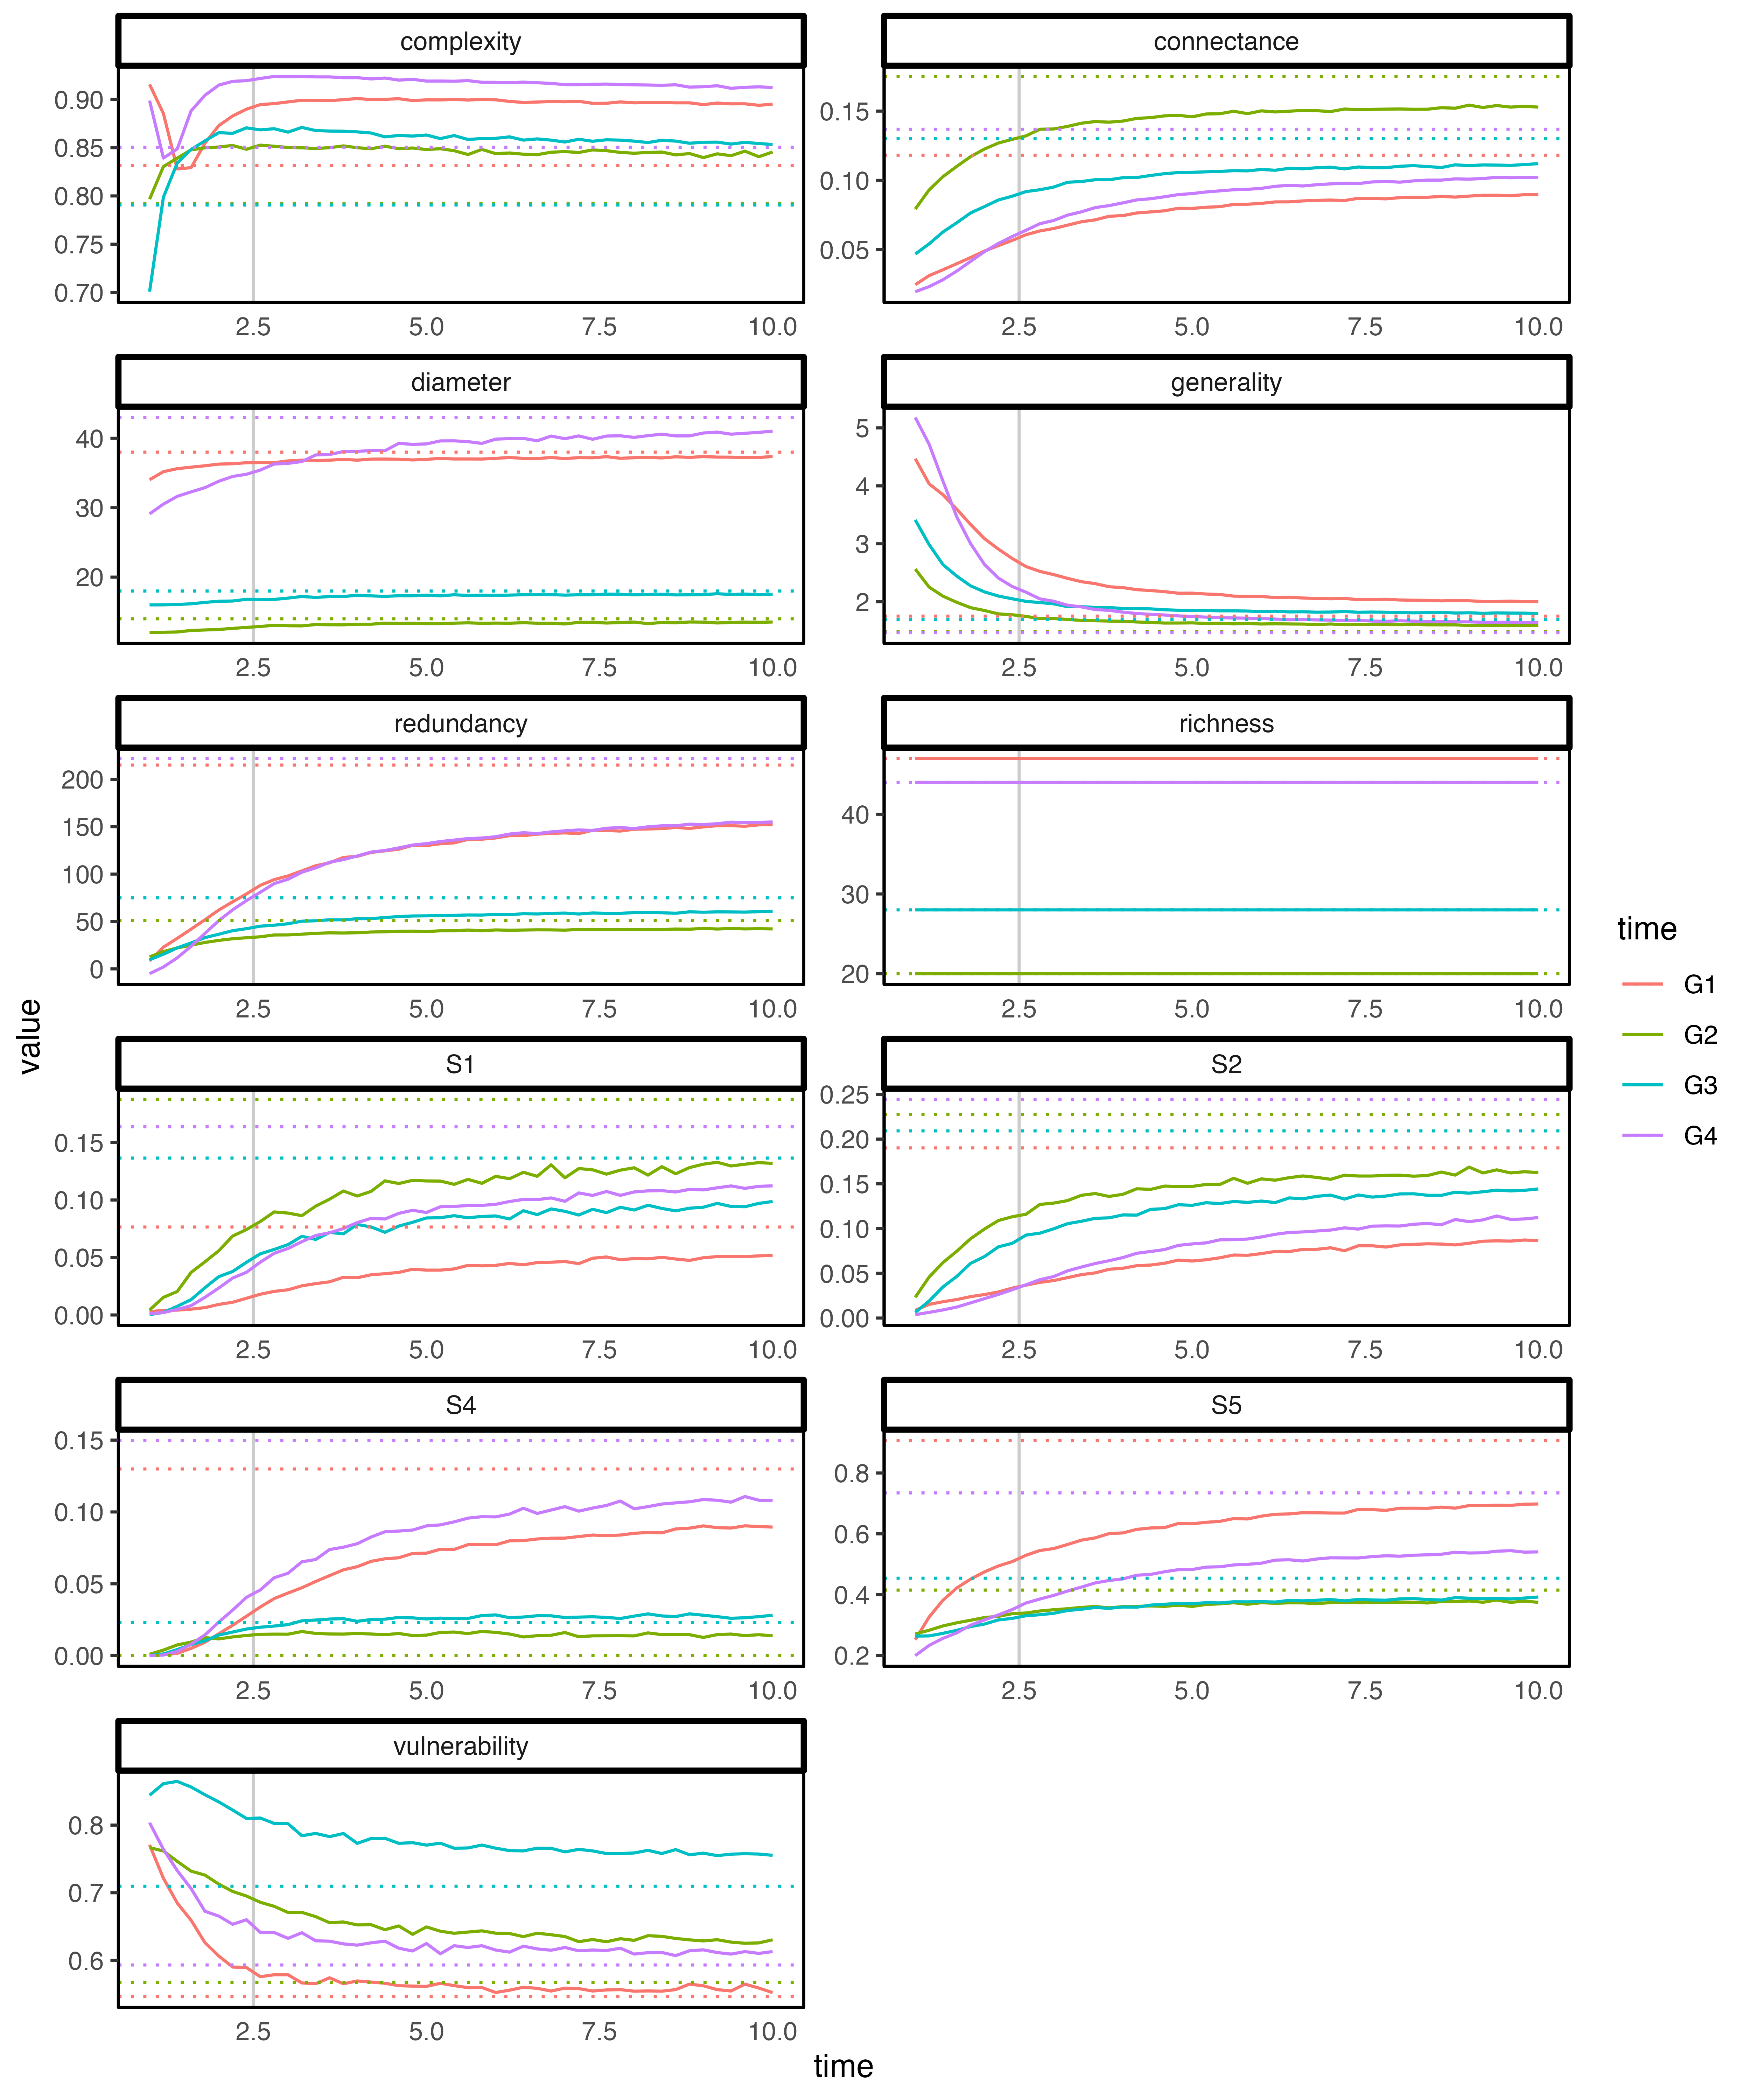 complexity
connectance
0.90
0.85
0.80
0.75
0.70
0.15
0.10
0.05
2.5 5.0 7.5 10.0
2.5 5.0 7.5 10.0
diameter
generality
40
30
20
5
4
3
2
2.5 5.0 7.5 10.0
2.5 5.0 7.5 10.0
redundancy
richness
200
150
100
50
0
40
30
20
2.5 5.0 7.5 10.0
2.5 5.0 7.5 10.0
S1
S2
0.15
0.10
0.05
0.00
0.25
0.20
0.15
0.10
0.05
0.00
2.5 5.0 7.5 10.0
2.5 5.0 7.5 10.0
S4
S5
0.15
0.10
0.05
0.00
0.8
0.6
0.4
0.2
2.5 5.0 7.5 10.0
2.5 5.0 7.5 10.0
vulnerability
0.8
0.7
0.6
2.5 5.0 7.5 10.0
time
value
time
G1
G2
G3
G4